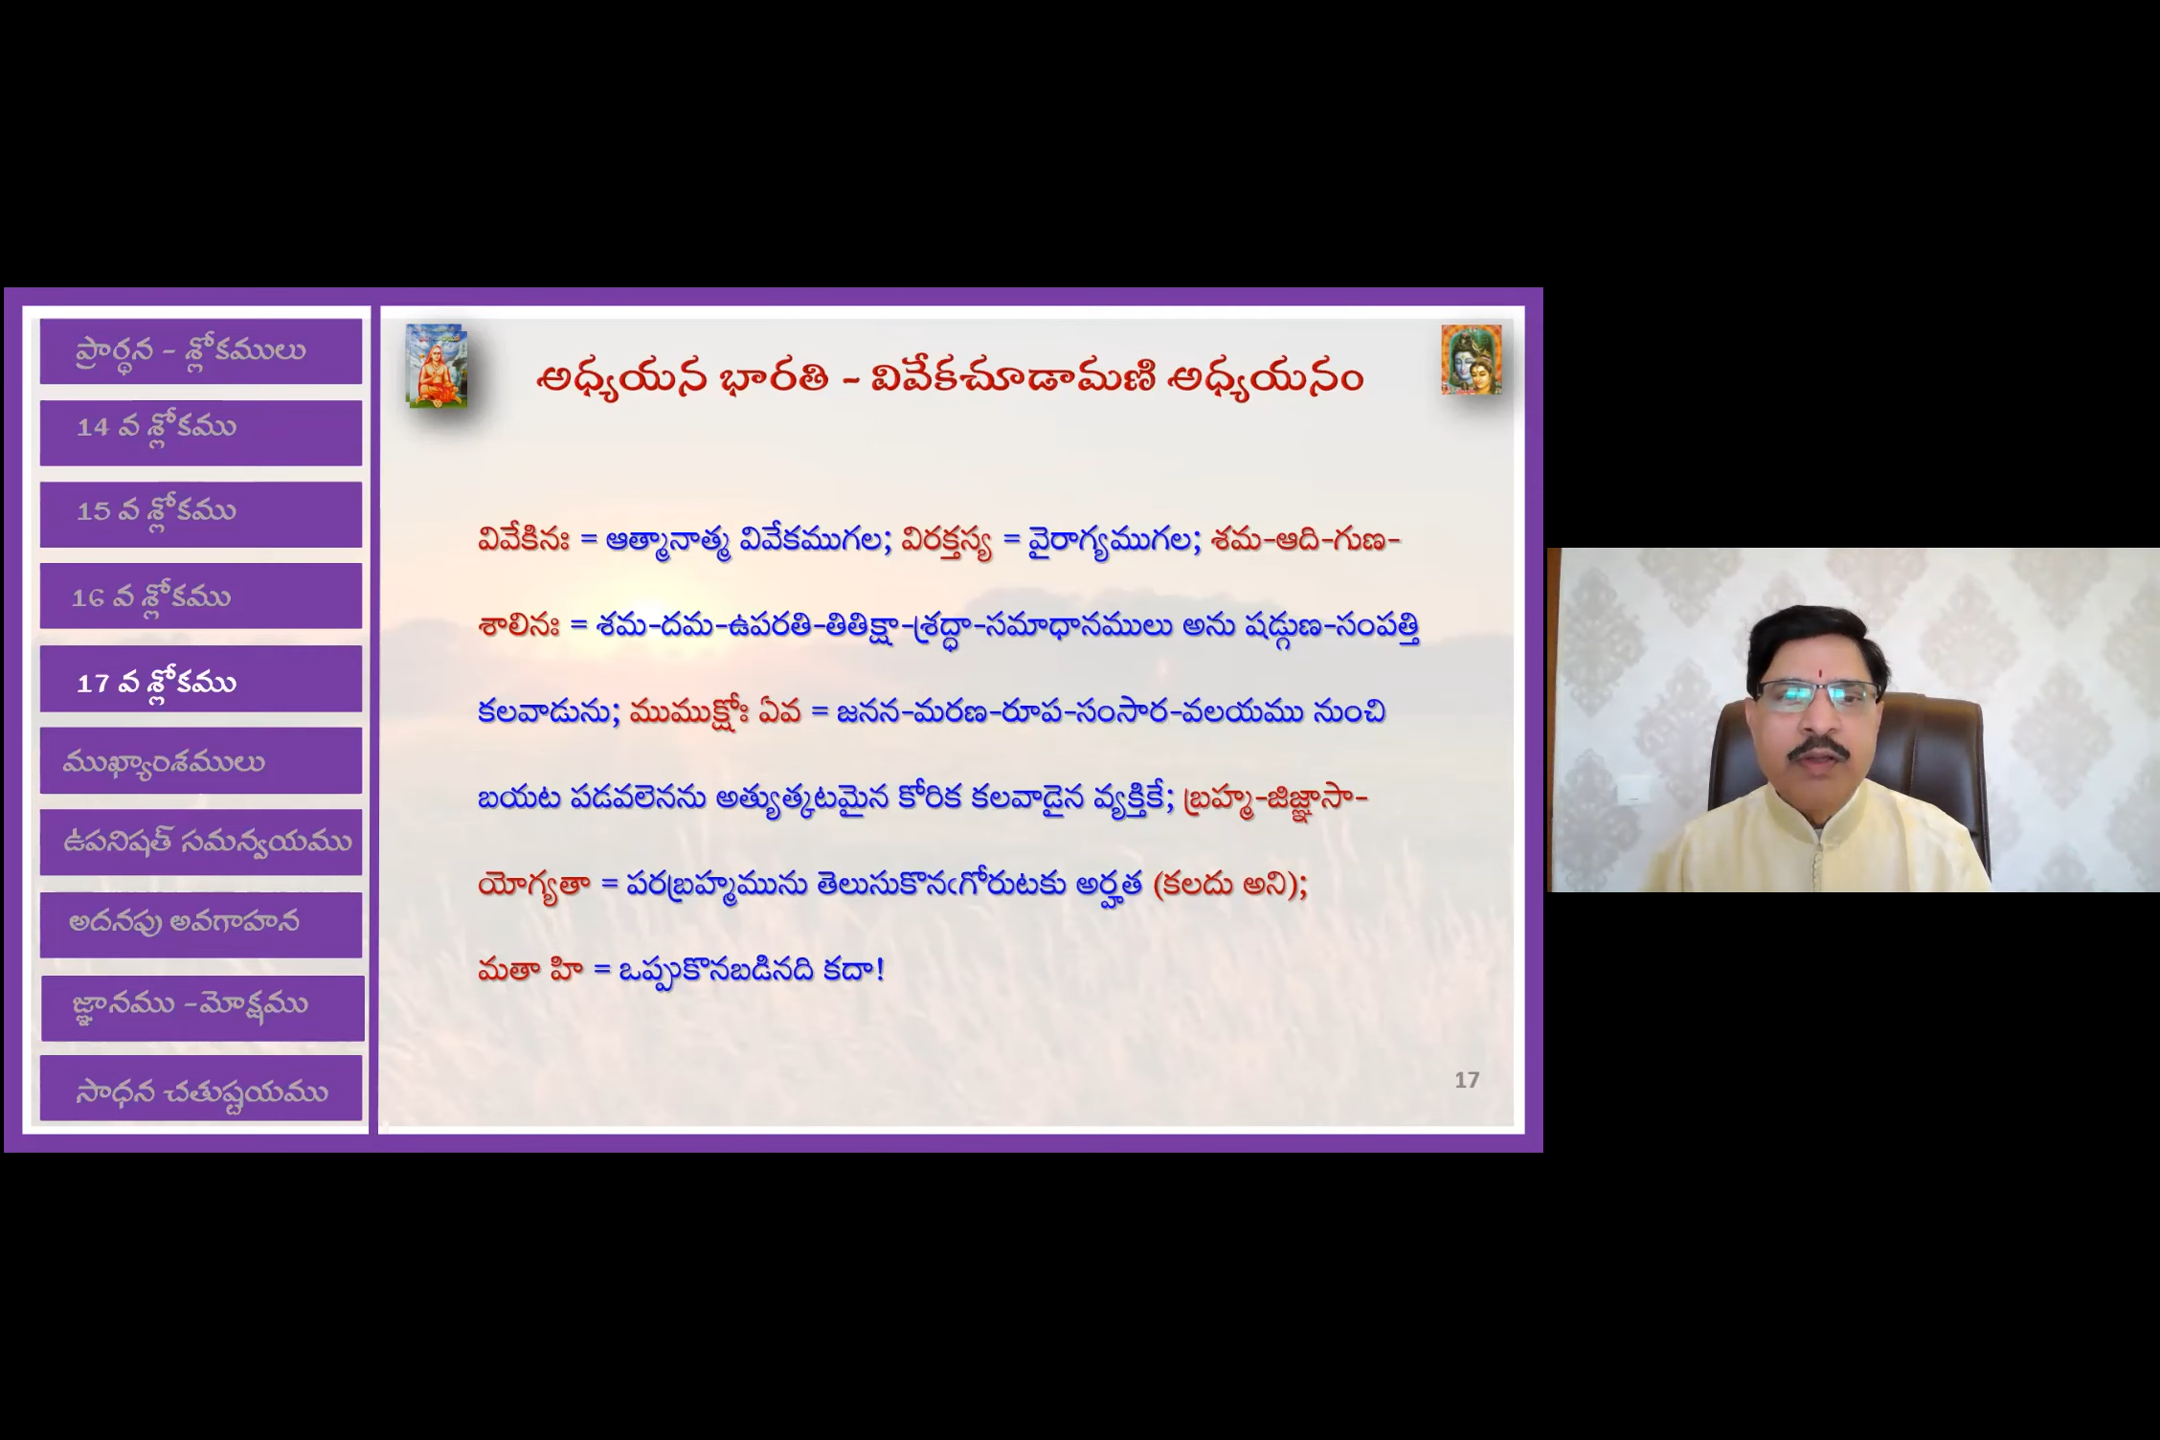 ప్రార్థన - శ్లోకములు
14 వ శ్లోకము
15 వ శ్లోకము
16 వ శ్లోకము
17 వ శ్లోకము
ముఖ్యాంశములు
ఉపనిషత్ సమన్వయము
అదనపు అవగాహన
జ్ఞానము -మోక్షము
సాధన చతుష్టయము
అధ్యయన భారతి - వివేకచూడామణి అధ్యయనం
వివేకినః = ఆత్మానాత్మ వివేకముగల; విరక్తస్య = వైరాగ్యముగల; శమ-ఆది-గుణ-
శాలినః = శమ-దమ-ఉపరతి-తితిక్షా-శ్రద్ధా-సమాధానములు అను షడ్గుణ-సంపత్తి
కలవాడును; ముముక్షోః ఏవ = జనన-మరణ-రూప-సంసార-వలయము నుంచి
బయట పడవలెనను అత్యుత్కటమైన కోరిక కలవాడైన వ్యక్తికే; బ్రహ్మ-జిజ్ఞాసా-
యోగ్యతా = పరబ్రహ్మమును తెలుసుకొనఁగోరుటకు అర్హత (కలదు అని);
మతా హి = ఒప్పుకొనబడినది కదా!
17